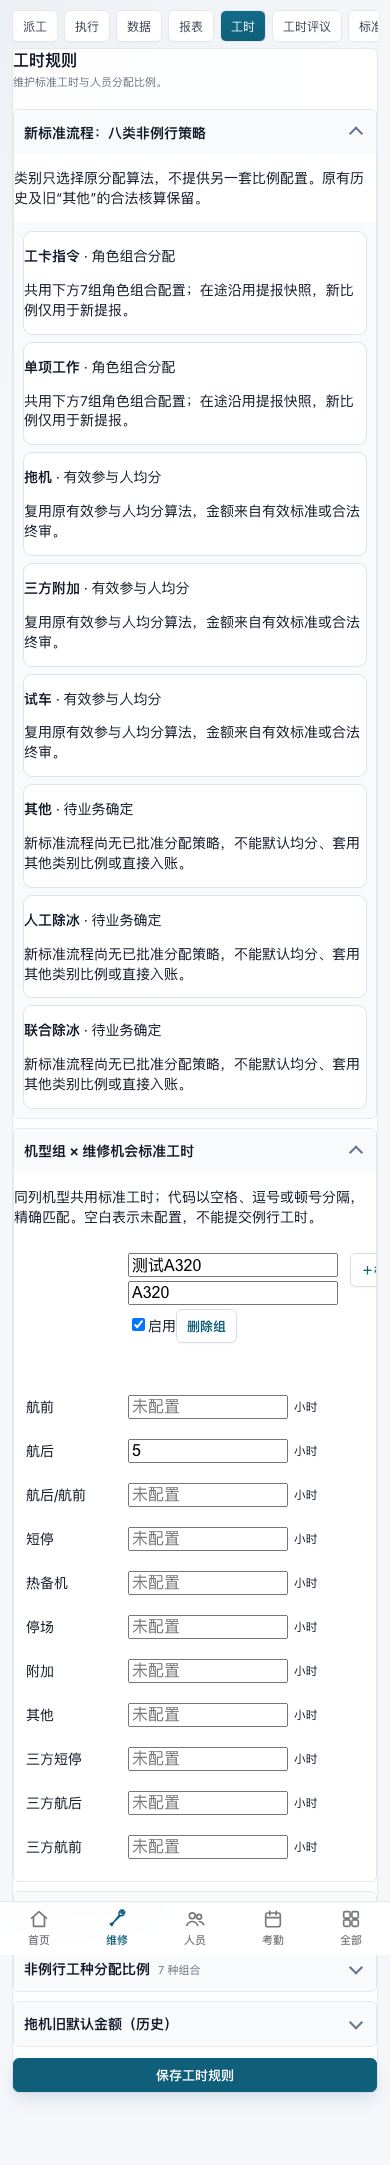 派工 执行 数据 报表 工时 工时评议
工时规则
维护标准工时与人员分配比例。
新标准流程：八类非例行策略
类别只选择原分配算法，不提供另一套比例配置。原有历
史及旧“其他”的合法核算保留。
工卡指令 · 角色组合分配
共用下方7组角色组合配置；在途沿用提报快照，新比
例仅用于新提报。
单项工作 · 角色组合分配
共用下方7组角色组合配置；在途沿用提报快照，新比
例仅用于新提报。
拖机 · 有效参与人均分
复用原有效参与人均分算法，金额来自有效标准或合法
终审。
三方附加 · 有效参与人均分
复用原有效参与人均分算法，金额来自有效标准或合法
终审。
试车 · 有效参与人均分
复用原有效参与人均分算法，金额来自有效标准或合法
终审。
其他 · 待业务确定
新标准流程尚无已批准分配策略，不能默认均分、套用
其他类别比例或直接入账。
人工除冰 · 待业务确定
新标准流程尚无已批准分配策略，不能默认均分、套用
其他类别比例或直接入账。
联合除冰 · 待业务确定
新标准流程尚无已批准分配策略，不能默认均分、套用
其他类别比例或直接入账。
机型组 × 维修机会标准工时
同列机型共用标准工时；代码以空格、逗号或顿号分隔，
精确匹配。空白表示未配置，不能提交例行工时。
测试A320
A320
启用 删除组
航前 未配置 小时
航后 5 小时
航后/航前 未配置 小时
短停 未配置 小时
热备机 未配置 小时
停场 未配置 小时
附加 未配置 小时
其他 未配置 小时
三方短停 未配置 小时
三方航后 未配置 小时
三方航前 未配置 小时
首页 维修 人员 考勤 全部
非例行工种分配比例 7 种组合
拖机旧默认金额（历史）
保存工时规则